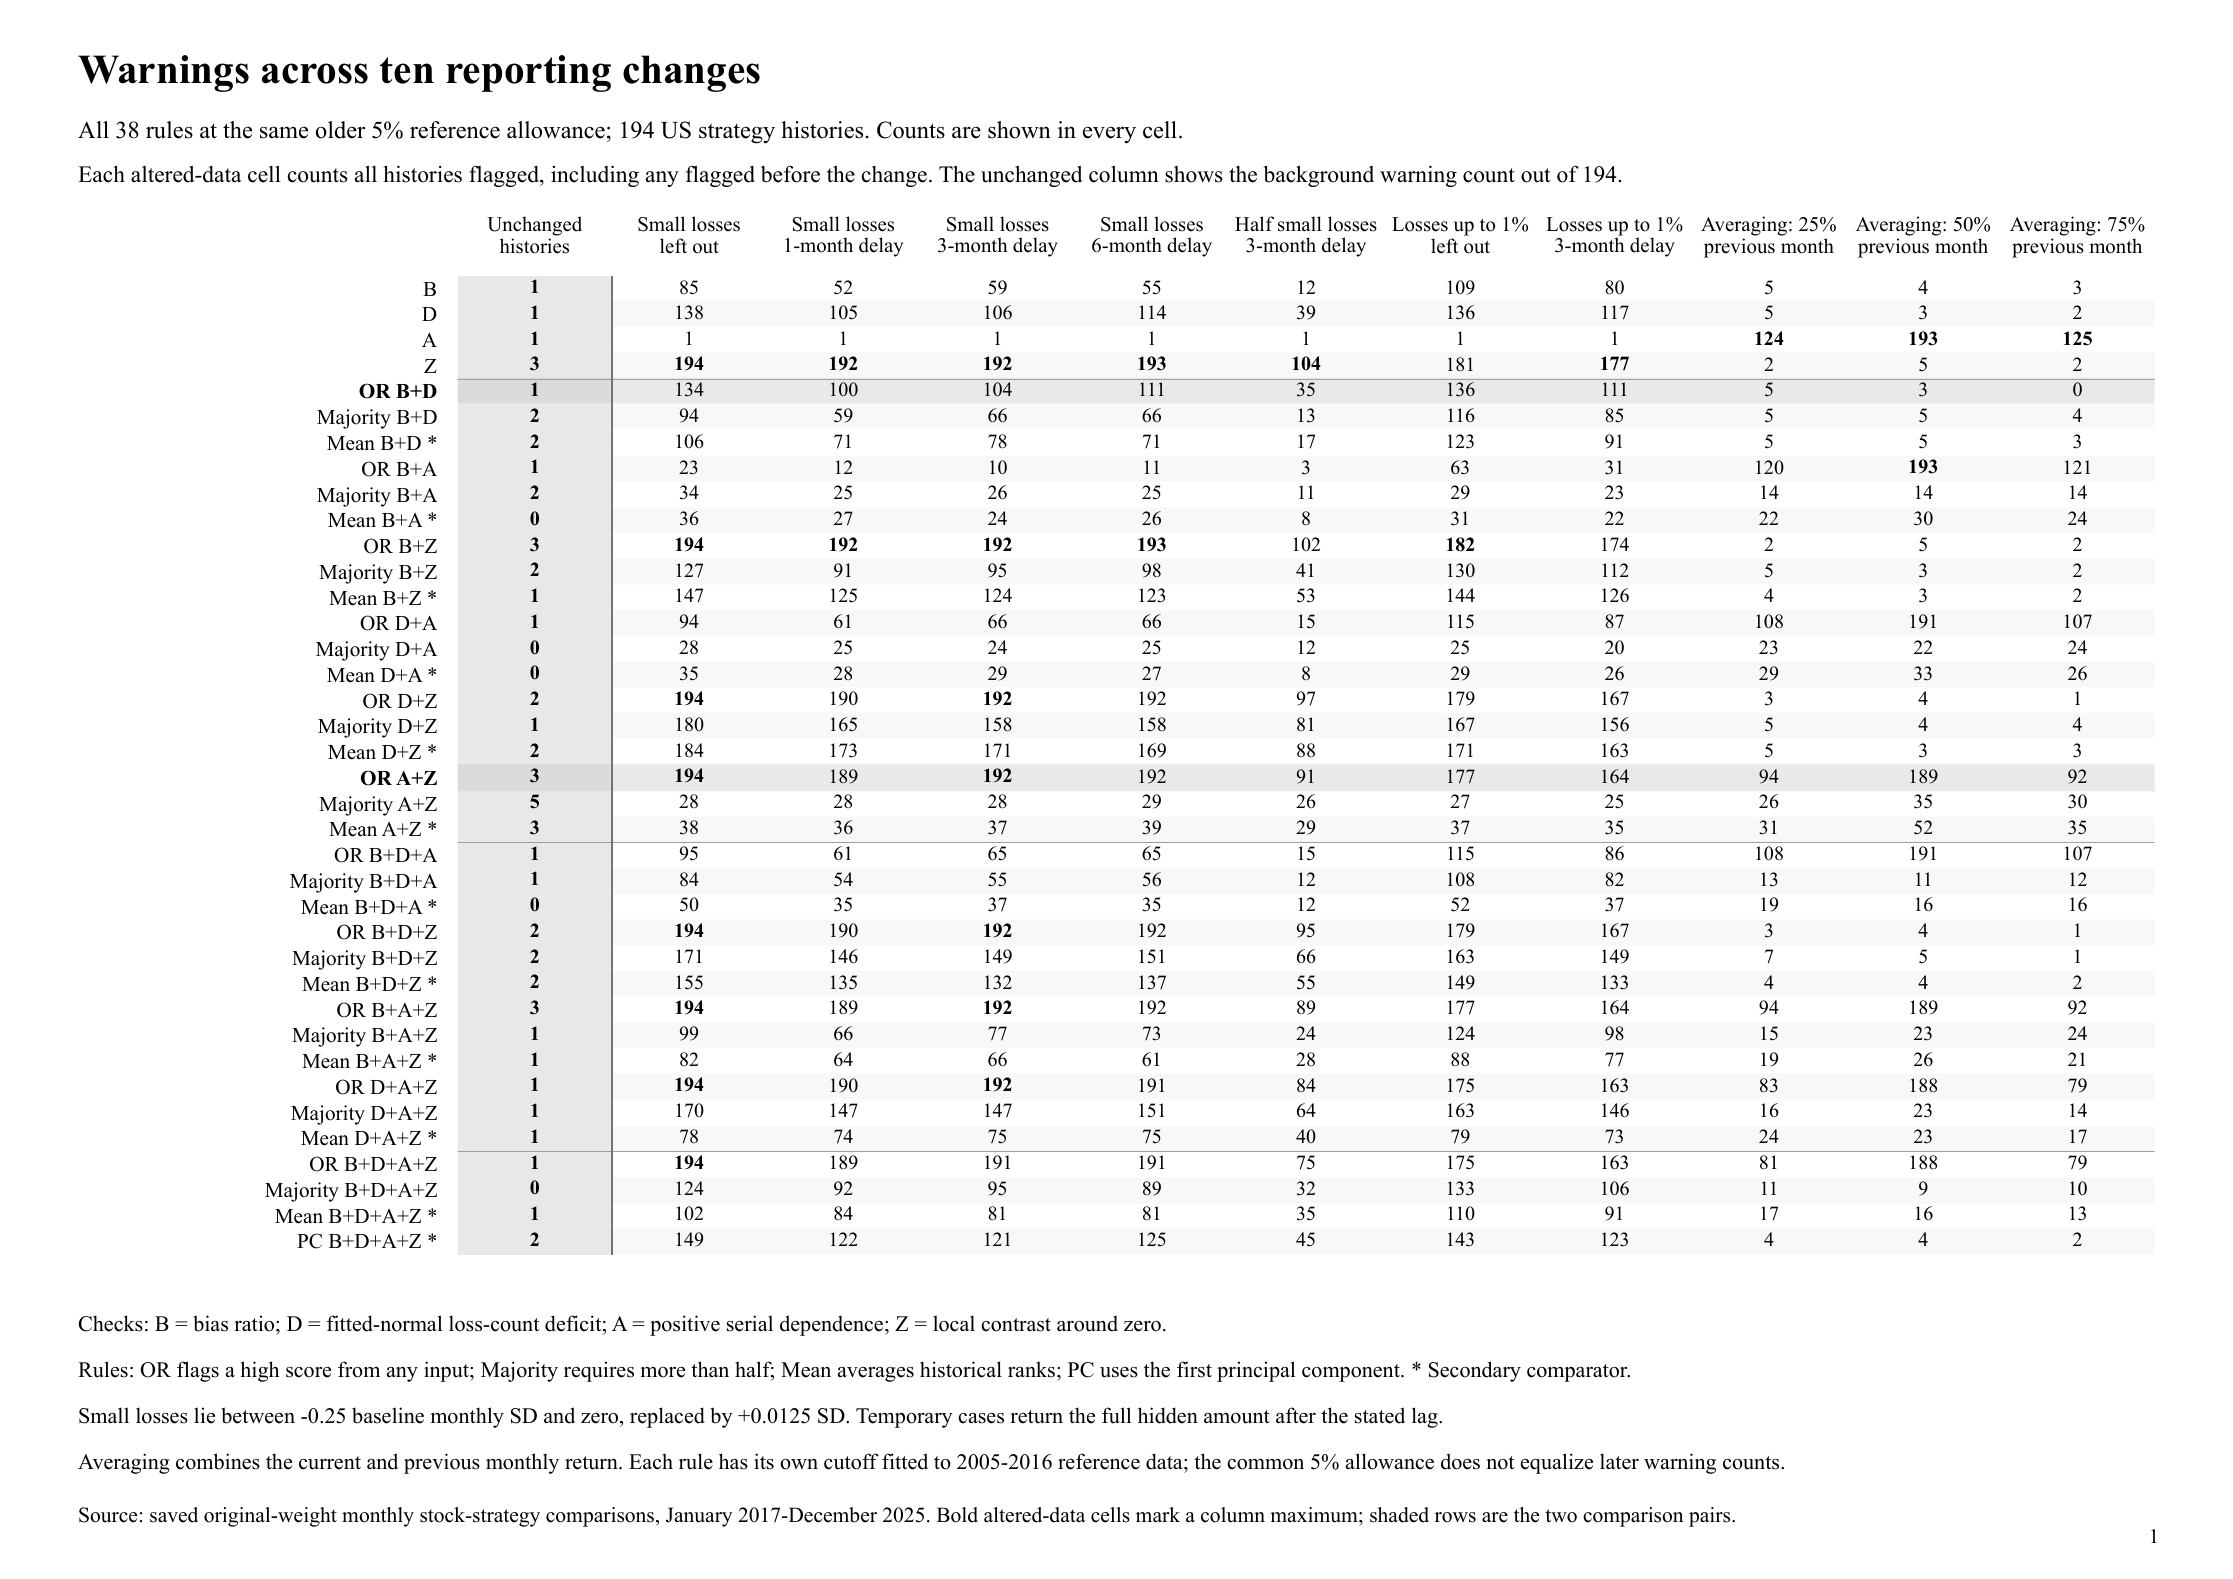 Warnings across ten reporting changes
All 38 rules at the same older 5% reference allowance; 194 US strategy histories. Counts are shown in every cell.
Each altered-data cell counts all histories flagged, including any flagged before the change. The unchanged column shows the background warning count out of 194.
Unchanged Small losses Small losses Small losses Small losses Half small losses Losses up to 1% Losses up to 1% Averaging: 25% Averaging: 50% Averaging: 75%
histories left out 1-month delay 3-month delay 6-month delay 3-month delay left out 3-month delay previous month previous month previous month
B 1 85 52 59 55 12 109 80 5 4 3
D 1 138 105 106 114 39 136 117 5 3 2
A 1 1 1 1 1 1 1 1 124 193 125
Z 3 194 192 192 193 104 181 177 2 5 2
OR B+D 1 134 100 104 111 35 136 111 5 3 0
Majority B+D 2 94 59 66 66 13 116 85 5 5 4
Mean B+D * 2 106 71 78 71 17 123 91 5 5 3
OR B+A 1 23 12 10 11 3 63 31 120 193 121
Majority B+A 2 34 25 26 25 11 29 23 14 14 14
Mean B+A * 0 36 27 24 26 8 31 22 22 30 24
OR B+Z 3 194 192 192 193 102 182 174 2 5 2
Majority B+Z 2 127 91 95 98 41 130 112 5 3 2
Mean B+Z * 1 147 125 124 123 53 144 126 4 3 2
OR D+A 1 94 61 66 66 15 115 87 108 191 107
Majority D+A 0 28 25 24 25 12 25 20 23 22 24
Mean D+A * 0 35 28 29 27 8 29 26 29 33 26
OR D+Z 2 194 190 192 192 97 179 167 3 4 1
Majority D+Z 1 180 165 158 158 81 167 156 5 4 4
Mean D+Z * 2 184 173 171 169 88 171 163 5 3 3
OR A+Z 3 194 189 192 192 91 177 164 94 189 92
Majority A+Z 5 28 28 28 29 26 27 25 26 35 30
Mean A+Z * 3 38 36 37 39 29 37 35 31 52 35
OR B+D+A 1 95 61 65 65 15 115 86 108 191 107
Majority B+D+A 1 84 54 55 56 12 108 82 13 11 12
Mean B+D+A * 0 50 35 37 35 12 52 37 19 16 16
OR B+D+Z 2 194 190 192 192 95 179 167 3 4 1
Majority B+D+Z 2 171 146 149 151 66 163 149 7 5 1
Mean B+D+Z * 2 155 135 132 137 55 149 133 4 4 2
OR B+A+Z 3 194 189 192 192 89 177 164 94 189 92
Majority B+A+Z 1 99 66 77 73 24 124 98 15 23 24
Mean B+A+Z * 1 82 64 66 61 28 88 77 19 26 21
OR D+A+Z 1 194 190 192 191 84 175 163 83 188 79
Majority D+A+Z 1 170 147 147 151 64 163 146 16 23 14
Mean D+A+Z * 1 78 74 75 75 40 79 73 24 23 17
OR B+D+A+Z 1 194 189 191 191 75 175 163 81 188 79
Majority B+D+A+Z 0 124 92 95 89 32 133 106 11 9 10
Mean B+D+A+Z * 1 102 84 81 81 35 110 91 17 16 13
PC B+D+A+Z * 2 149 122 121 125 45 143 123 4 4 2
Checks: B = bias ratio; D = fitted-normal loss-count deficit; A = positive serial dependence; Z = local contrast around zero.
Rules: OR flags a high score from any input; Majority requires more than half; Mean averages historical ranks; PC uses the first principal component. * Secondary comparator.
Small losses lie between -0.25 baseline monthly SD and zero, replaced by +0.0125 SD. Temporary cases return the full hidden amount after the stated lag.
Averaging combines the current and previous monthly return. Each rule has its own cutoff fitted to 2005-2016 reference data; the common 5% allowance does not equalize later warning counts.
Source: saved original-weight monthly stock-strategy comparisons, January 2017-December 2025. Bold altered-data cells mark a column maximum; shaded rows are the two comparison pairs.
1